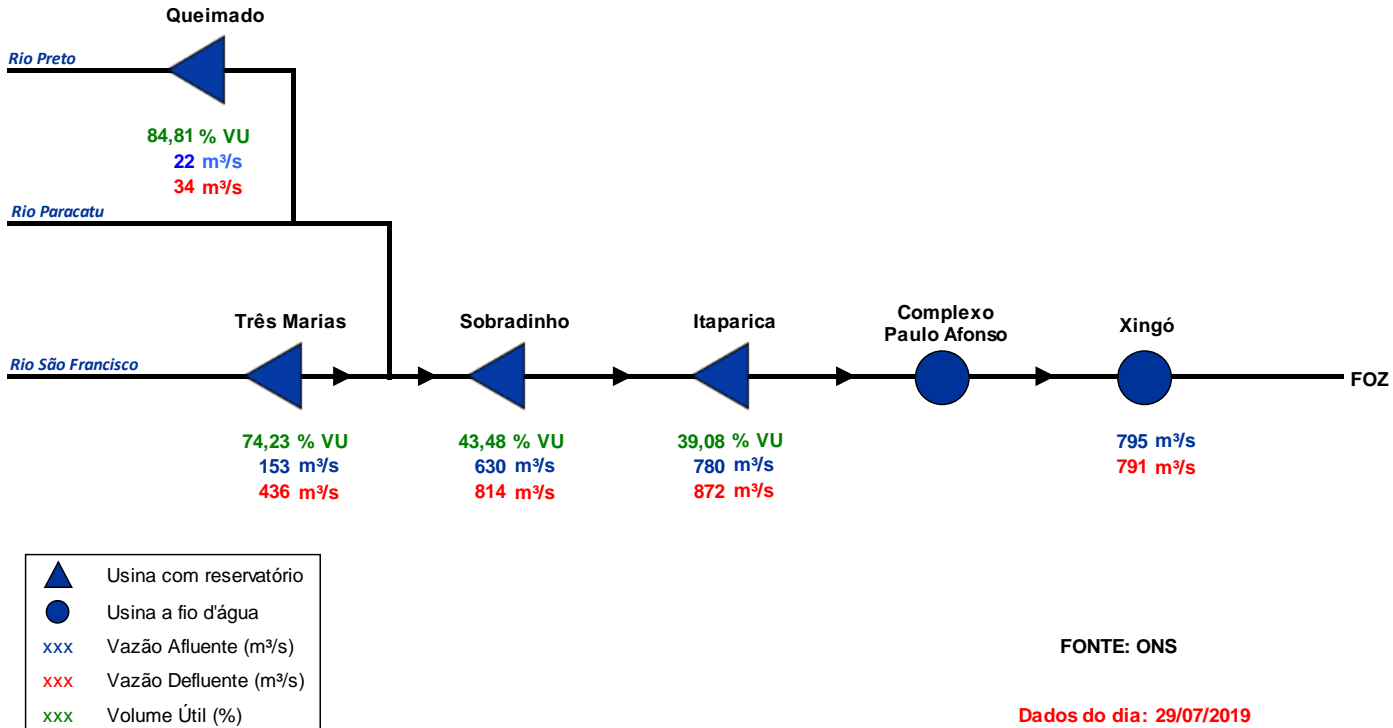 Queimado
Rio Preto
84,81 % VU
22 m³/s
34 m³/s
Rio Paracatu
Três Marias
Sobradinho
Itaparica
Complexo
Paulo Afonso
Xingó
Rio São Francisco
FOZ
74,23 % VU
153 m³/s
436 m³/s
43,48 % VU
630 m³/s
814 m³/s
39,08 % VU
780 m³/s
872 m³/s
795 m³/s
791 m³/s
Usina com reservatório
Usina a fio d'água
xxx Vazão Afluente (m³/s)
xxx Vazão Defluente (m³/s)
xxx Volume Útil (%)
FONTE: ONS
Dados do dia: 29/07/2019